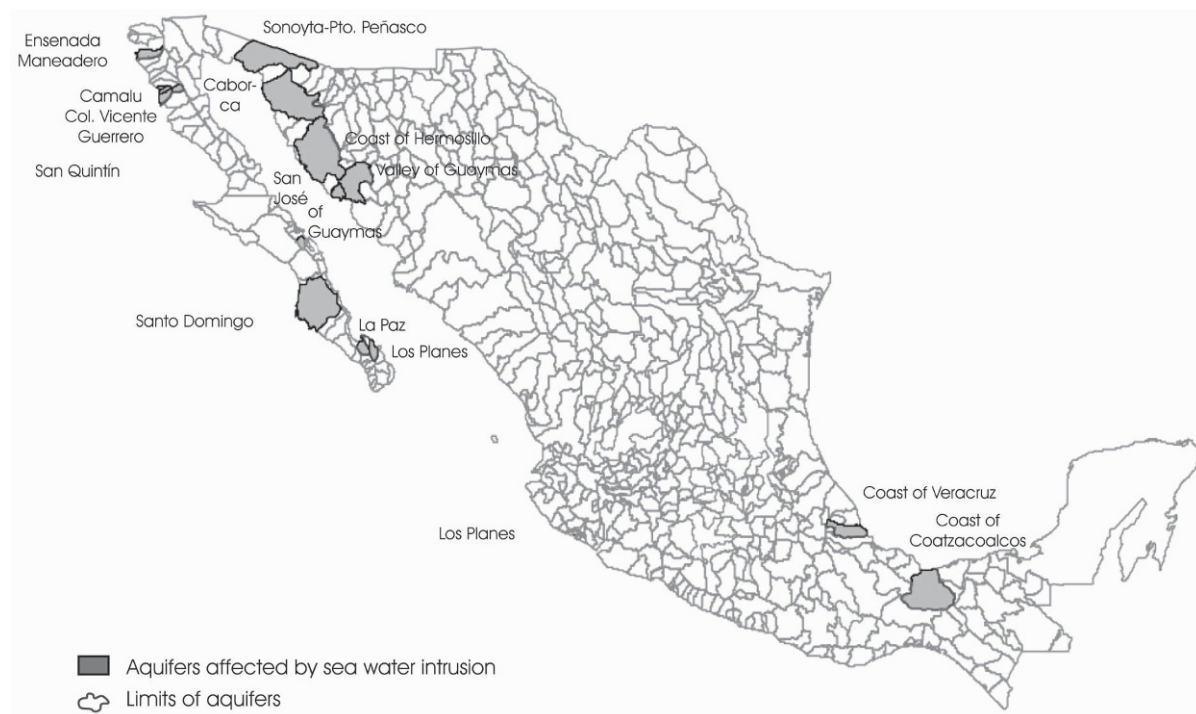 Sonoyta-Pto. Peñasco
Ensenada
Maneadero
Cabor-
ca
Camalu
Col. Vicente
Guerrero
Coast of Hermosillo
San Quintín
Valley of Guaymas
San
José
of
Guaymas
Santo Domingo
La Paz
Los Planes
Coast of Veracruz
Coast of
Coatzacoalcos
Los Planes
Aquifers affected by sea water intrusion
Limits of aquifers